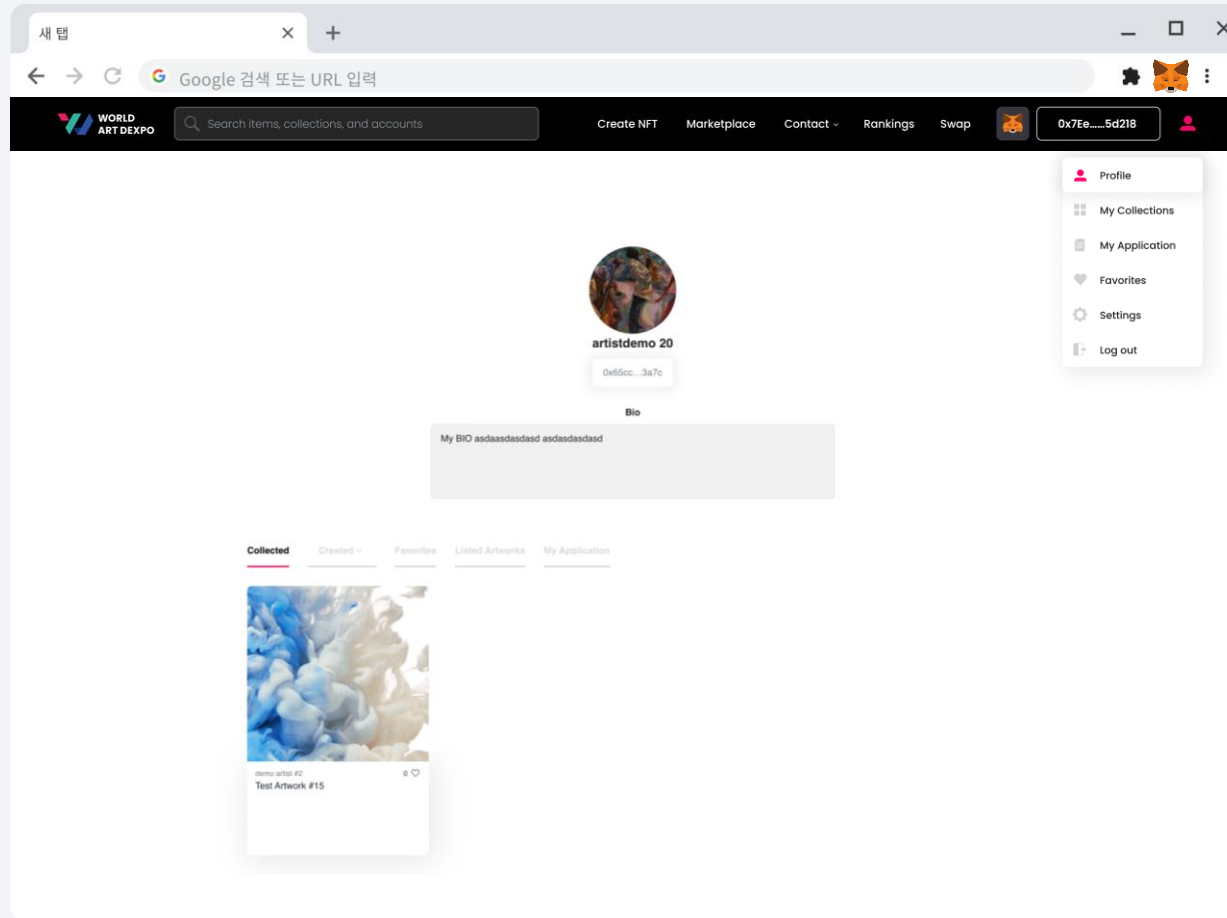 새 탭
Google 검색 또는 URL 입력
WORLD
ART DEXPO
Search items, collections, and accounts
Create NFT
Marketplace
Contact
Rankings
Swap
0x7Ee......5d218
Profile
My Collections
My Application
Favorites
Settings
Log out
artistdemo 20
0x65cc...3a7c
Bio
My BIO asdaasdasdasd asdasdasdasd
Collected
Created
Favorites
Listed Artworks
My Application
demo artist #2
0
Test Artwork #15